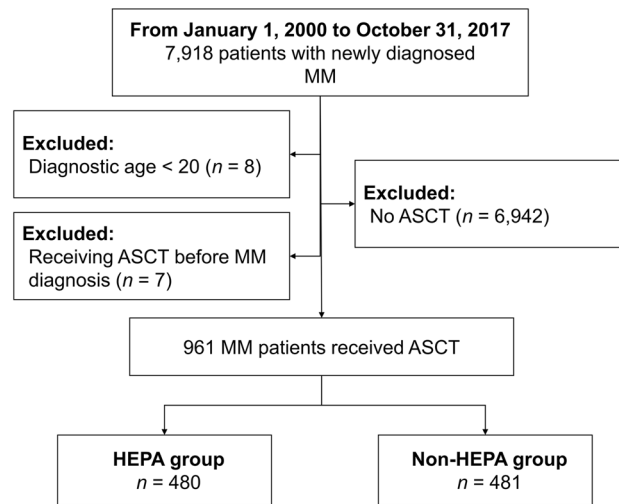 From January 1, 2000 to October 31, 2017
7,918 patients with newly diagnosed
MM
Excluded:
Diagnostic age < 20 (n = 8)
Excluded:
No ASCT (n = 6,942)
Excluded:
Receiving ASCT before MM
diagnosis (n = 7)
961 MM patients received ASCT
HEPA group
n = 480
Non-HEPA group
n = 481